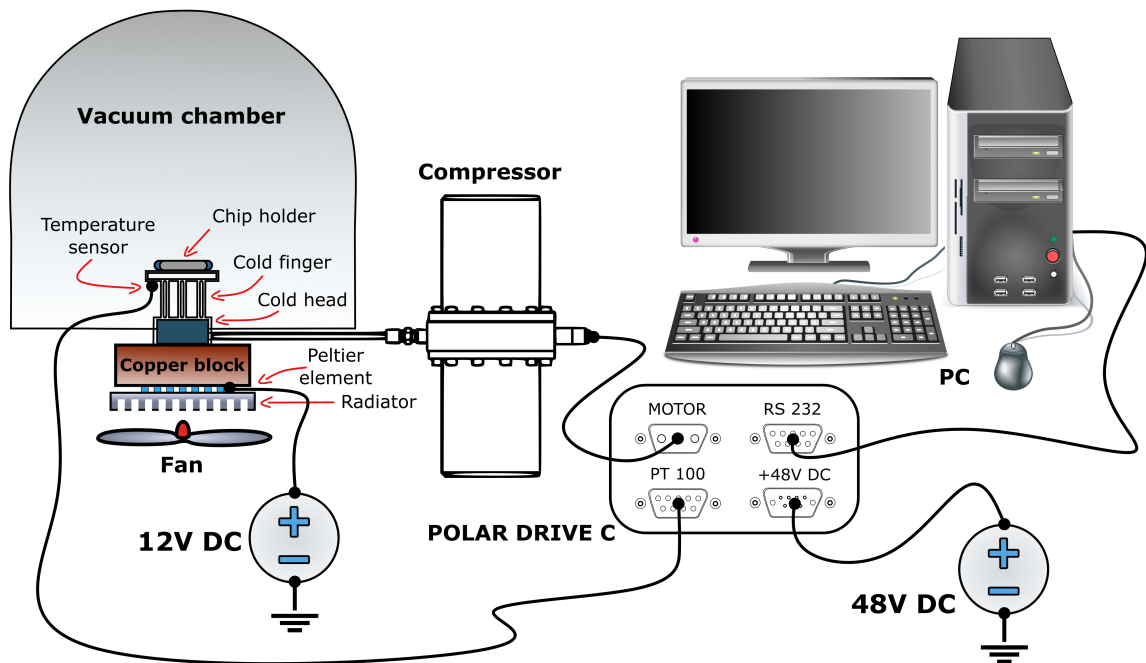 Vacuum chamber
Compressor
Temperature
sensor
Chip holder
Cold finger
Cold head
Copper block
Peltier
element
Radiator
Fan
12V DC
PC
MOTOR
RS 232
PT 100
+48V DC
POLAR DRIVE C
48V DC